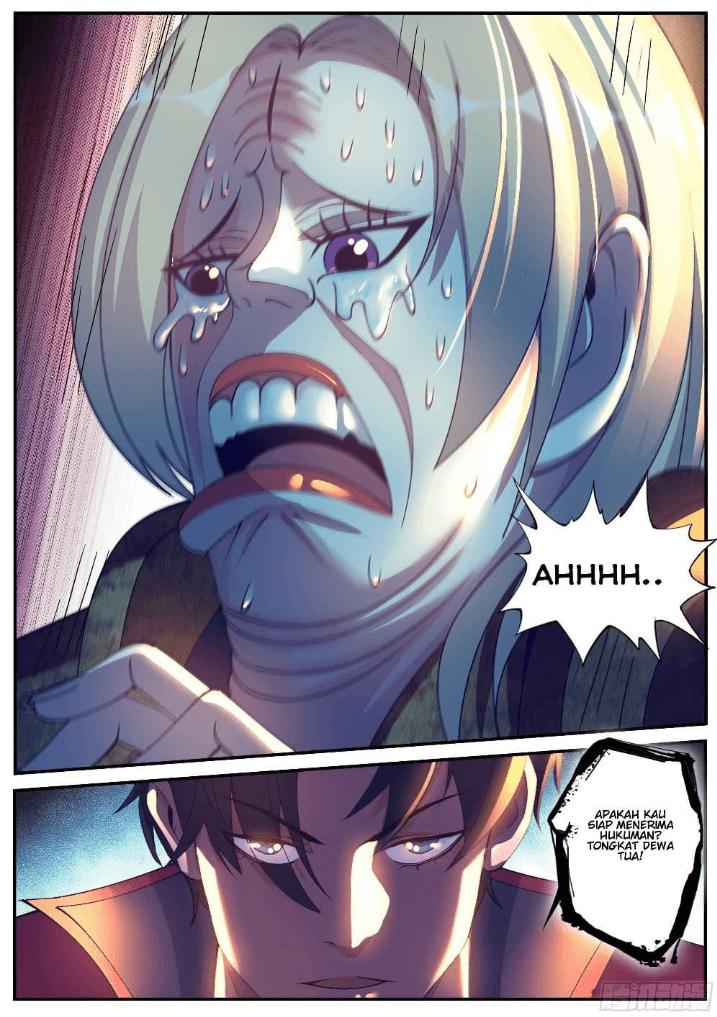 AHHHH..
APAKAH KAU
SIAP MENERIMA
HUKUMAN?
TONGKAT DEWA
TUA!